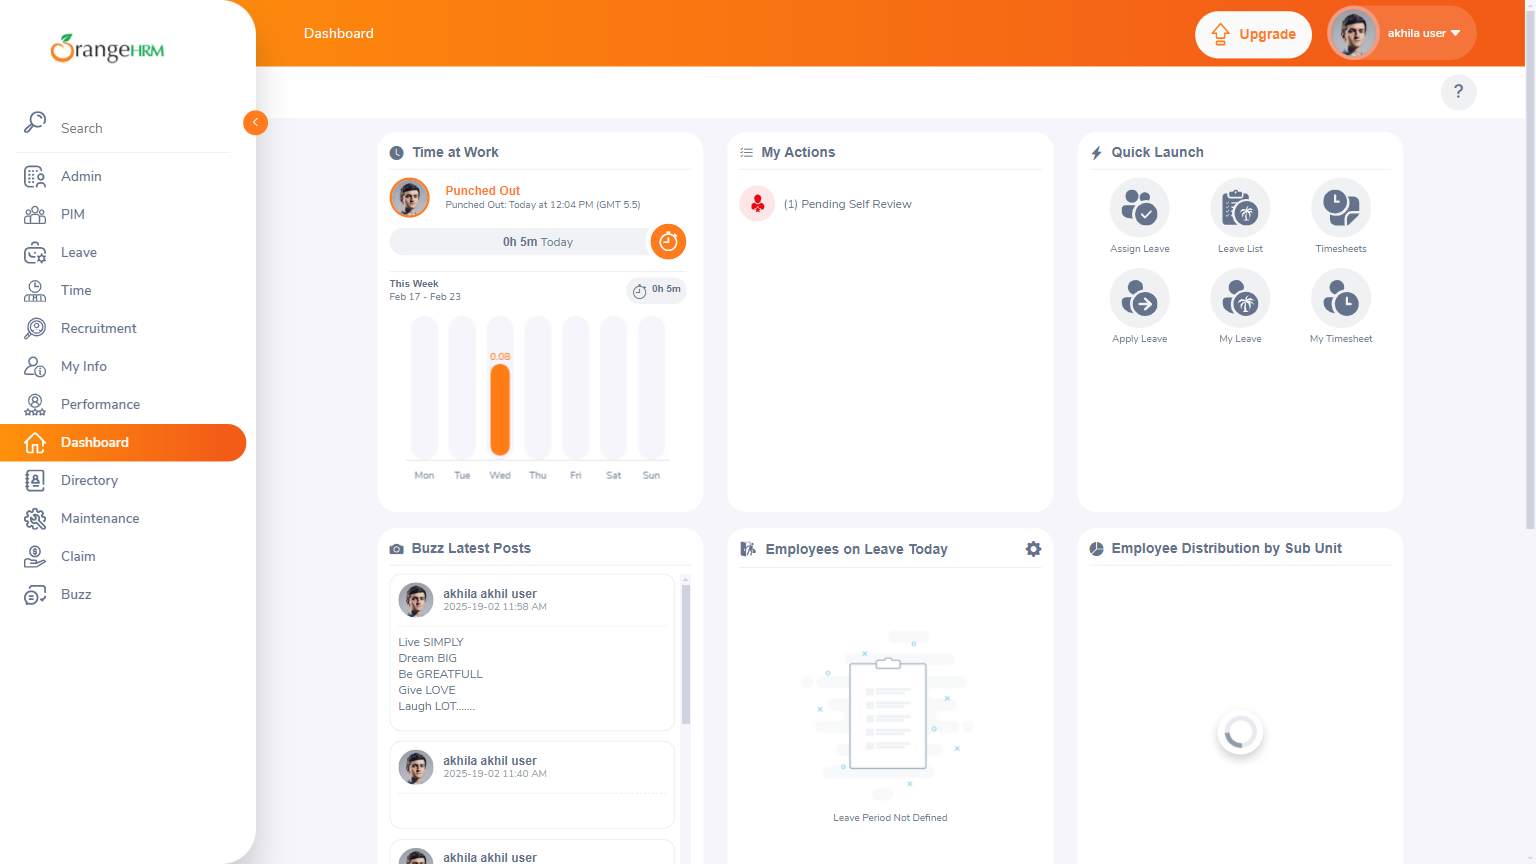 OrangeHRM
Dashboard
Upgrade
akhila user
?
Search
Admin
PIM
Leave
Time
Recruitment
My Info
Performance
Dashboard
Directory
Maintenance
Claim
Buzz
Time at Work
Punched Out
Punched Out: Today at 12:04 PM (GMT 5.5)
0h 5m Today
This Week
Feb 17 - Feb 23
0h 5m
0.08
Mon Tue Wed Thu Fri Sat Sun
My Actions
(1) Pending Self Review
Quick Launch
Assign Leave
Leave List
Timesheets
Apply Leave
My Leave
My Timesheet
Buzz Latest Posts
akhila akhil user
2025-19-02 11:58 AM
Live SIMPLY
Dream BIG
Be GREATFULL
Give LOVE
Laugh LOT.......
akhila akhil user
2025-19-02 11:40 AM
akhila akhil user
Employees on Leave Today
Leave Period Not Defined
Employee Distribution by Sub Unit